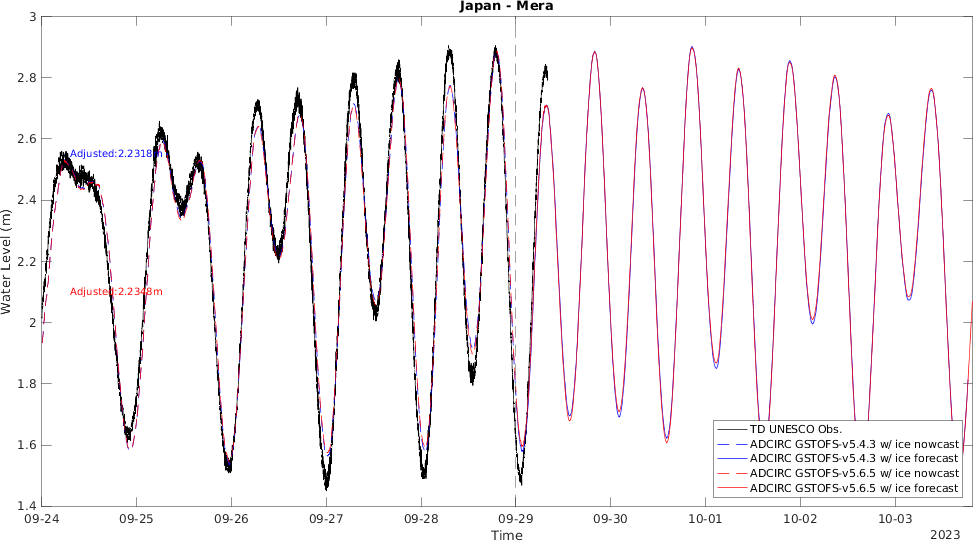 Japan - Mera
Water Level (m)
3
2.8
2.6
2.4
2.2
2
1.8
1.6
1.4
Adjusted:2.2318m
Adjusted:2.2348m
TD UNESCO Obs.
ADCIRC GSTOFS-v5.4.3 w/ ice nowcast
ADCIRC GSTOFS-v5.4.3 w/ ice forecast
ADCIRC GSTOFS-v5.6.5 w/ ice nowcast
ADCIRC GSTOFS-v5.6.5 w/ ice forecast
09-24 09-25 09-26 09-27 09-28 09-29 09-30 10-01 10-02 10-03
Time
2023